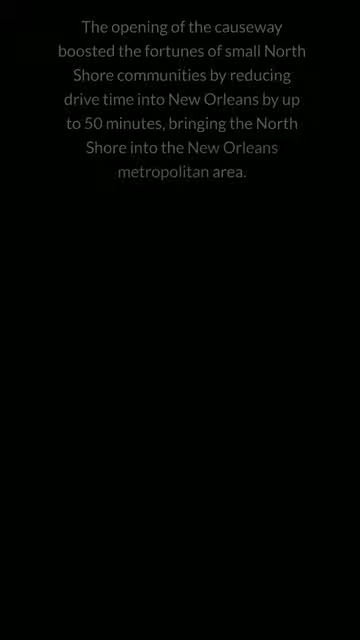 The opening of the causeway
boosted the fortunes of small North
Shore communities by reducing
drive time into New Orleans by up
to 50 minutes, bringing the North
Shore into the New Orleans
metropolitan area.